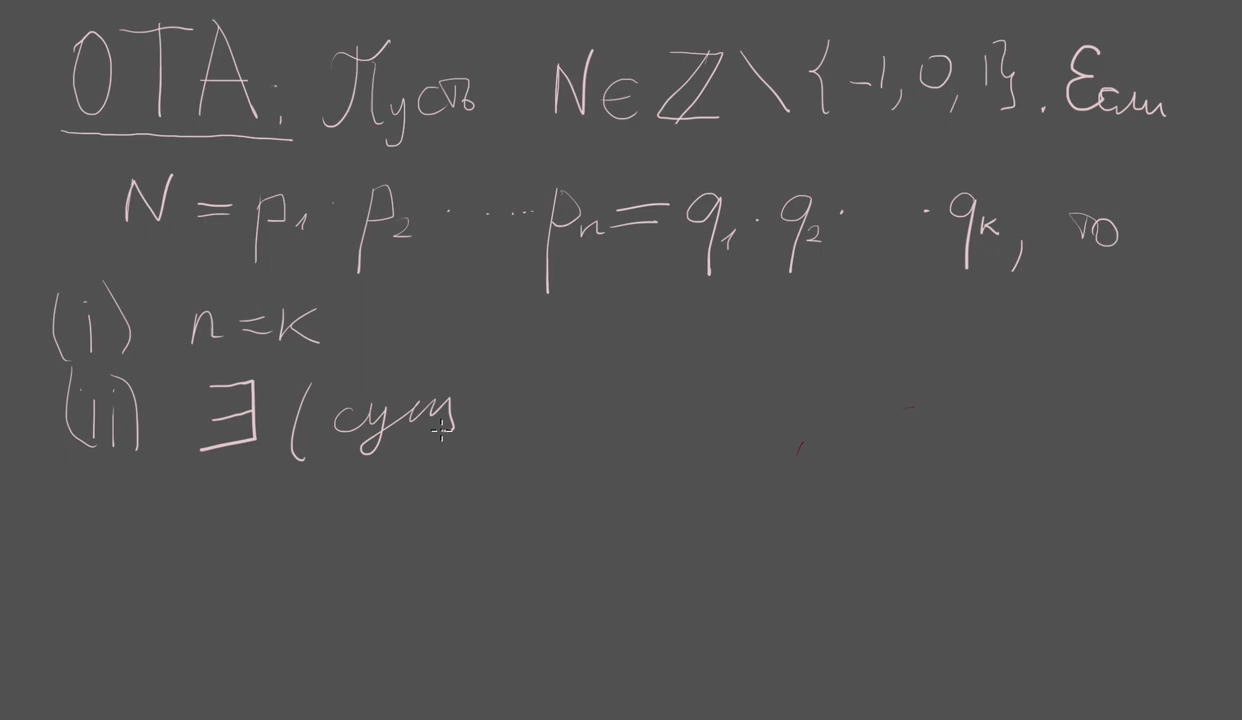 ОТА: Пусть N ∈ ℤ \ {-1, 0, 1}. Если
N = p₁ · p₂ · ... pₙ = q₁ · q₂ · · qₖ, то
(i) n = k
(ii) ∃ (сущ